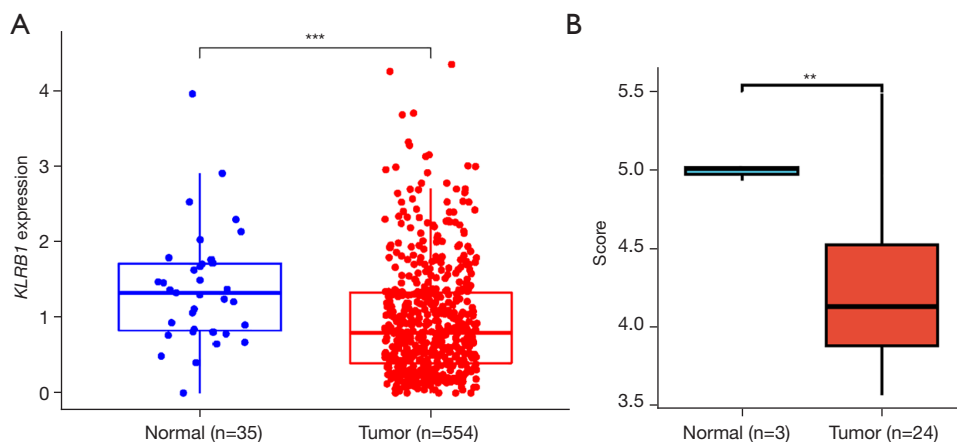 A
***
4
3
2
1
0
KLRB1 expression
Normal (n=35)
Tumor (n=554)
B
**
5.5
5.0
4.5
4.0
3.5
Score
Normal (n=3)
Tumor (n=24)